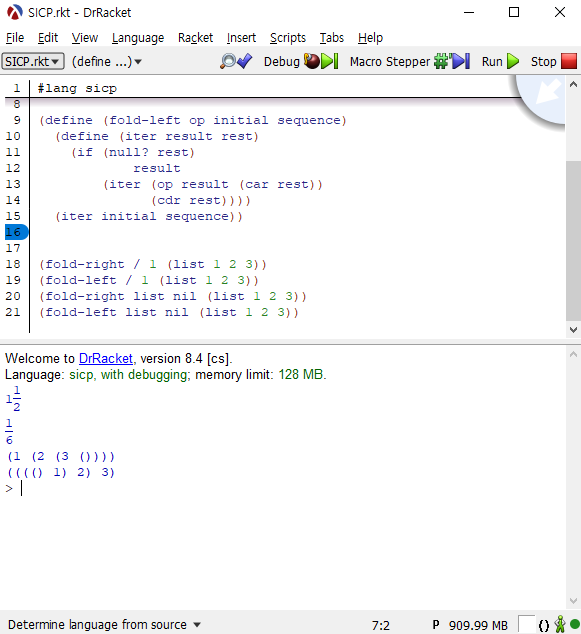 SICP.rkt - DrRacket
File Edit View Language Racket Insert Scripts Tabs Help
SICP.rkt▾ (define ...)▾ Debug Macro Stepper Run Stop
1 #lang sicp
8
9 (define (fold-left op initial sequence)
10 (define (iter result rest)
11 (if (null? rest)
12 result
13 (iter (op result (car rest))
14 (cdr rest))))
15 (iter initial sequence))
16
17
18 (fold-right / 1 (list 1 2 3))
19 (fold-left / 1 (list 1 2 3))
20 (fold-right list nil (list 1 2 3))
21 (fold-left list nil (list 1 2 3))
Welcome to DrRacket, version 8.4 [cs].
Language: sicp, with debugging; memory limit: 128 MB.
1 1/2
1/6
(1 (2 (3 ())))
(((() 1) 2) 3)
>
Determine language from source ▾ 7:2 P 909.99 MB ()